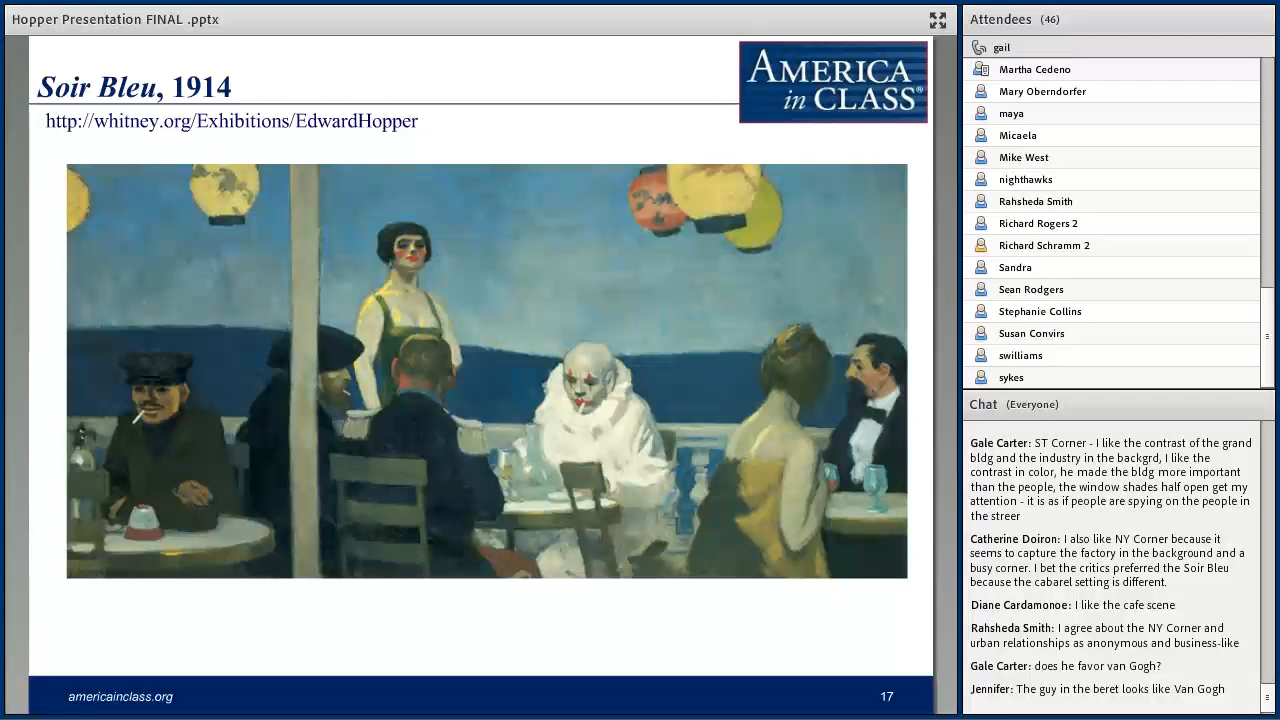 Hopper Presentation FINAL .pptx
Soir Bleu, 1914
http://whitney.org/Exhibitions/EdwardHopper
AMERICA
in CLASS®
americainclass.org
17
Attendees (46)
gail
Martha Cedeno
Mary Oberndorfer
maya
Micaela
Mike West
nighthawks
Rahsheda Smith
Richard Rogers 2
Richard Schramm 2
Sandra
Sean Rodgers
Stephanie Collins
Susan Convirs
swilliams
sykes
Chat (Everyone)
Gale Carter: ST Corner - I like the contrast of the grand
bldg and the industry in the backgrd, I like the
contrast in color, he made the bldg more important
than the people, the window shades half open get my
attention - it is as if people are spying on the people in
the streer
Catherine Doiron: I also like NY Corner because it
seems to capture the factory in the background and a
busy corner. I bet the critics preferred the Soir Bleu
because the cabarel setting is different.
Diane Cardamonoe: I like the cafe scene
Rahsheda Smith: I agree about the NY Corner and
urban relationships as anonymous and business-like
Gale Carter: does he favor van Gogh?
Jennifer: The guy in the beret looks like Van Gogh